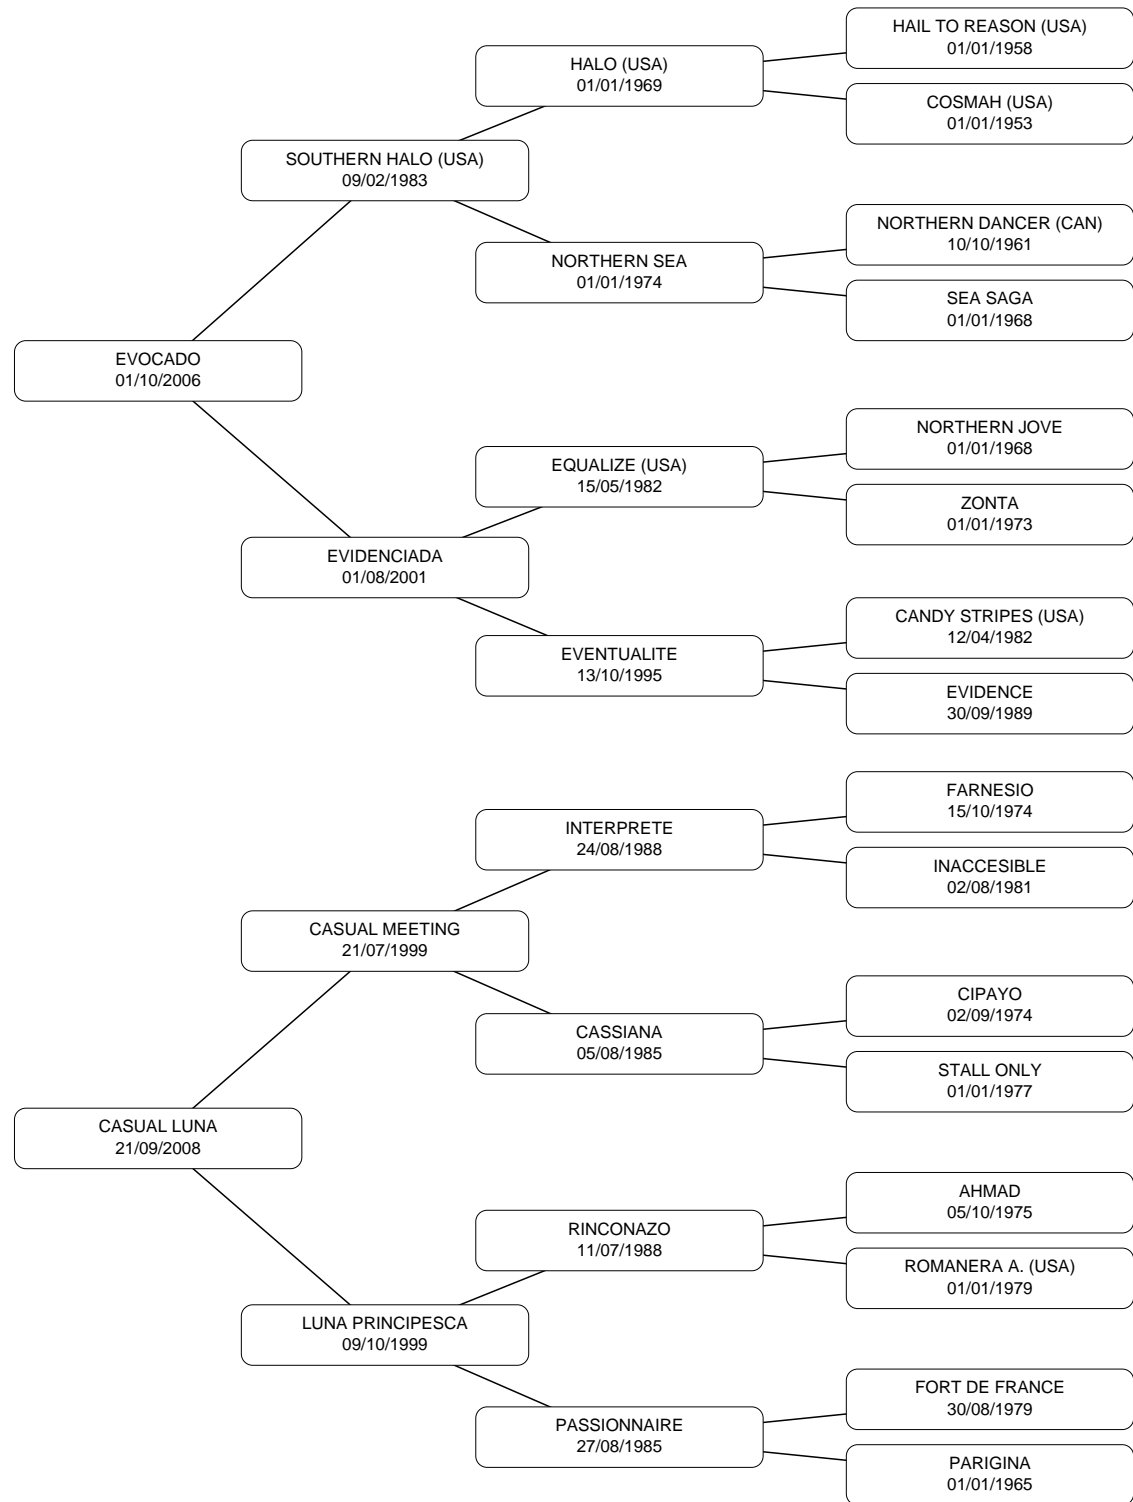 HAIL TO REASON (USA)
01/01/1958
HALO (USA)
01/01/1969
COSMAH (USA)
01/01/1953
SOUTHERN HALO (USA)
09/02/1983
NORTHERN DANCER (CAN)
10/10/1961
NORTHERN SEA
01/01/1974
SEA SAGA
01/01/1968
EVOCADO
01/10/2006
NORTHERN JOVE
01/01/1968
EQUALIZE (USA)
15/05/1982
ZONTA
01/01/1973
EVIDENCIADA
01/08/2001
CANDY STRIPES (USA)
12/04/1982
EVENTUALITE
13/10/1995
EVIDENCE
30/09/1989
FARNESIO
15/10/1974
INTERPRETE
24/08/1988
INACCESIBLE
02/08/1981
CASUAL MEETING
21/07/1999
CIPAYO
02/09/1974
CASSIANA
05/08/1985
STALL ONLY
01/01/1977
CASUAL LUNA
21/09/2008
AHMAD
05/10/1975
RINCONAZO
11/07/1988
ROMANERA A. (USA)
01/01/1979
LUNA PRINCIPESCA
09/10/1999
FORT DE FRANCE
30/08/1979
PASSIONNAIRE
27/08/1985
PARIGINA
01/01/1965